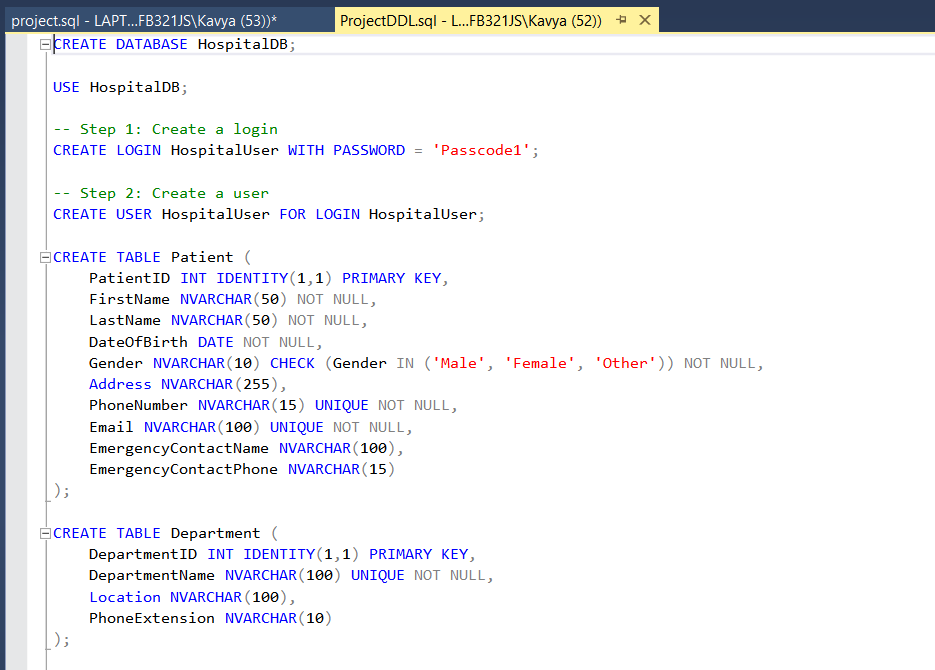 project.sql - LAPT...FB321JS\Kavya (53))*
ProjectDDL.sql - L...FB321JS\Kavya (52))
CREATE DATABASE HospitalDB;
USE HospitalDB;
-- Step 1: Create a login
CREATE LOGIN HospitalUser WITH PASSWORD = 'Passcode1';
-- Step 2: Create a user
CREATE USER HospitalUser FOR LOGIN HospitalUser;
CREATE TABLE Patient (
    PatientID INT IDENTITY(1,1) PRIMARY KEY,
    FirstName NVARCHAR(50) NOT NULL,
    LastName NVARCHAR(50) NOT NULL,
    DateOfBirth DATE NOT NULL,
    Gender NVARCHAR(10) CHECK (Gender IN ('Male', 'Female', 'Other')) NOT NULL,
    Address NVARCHAR(255),
    PhoneNumber NVARCHAR(15) UNIQUE NOT NULL,
    Email NVARCHAR(100) UNIQUE NOT NULL,
    EmergencyContactName NVARCHAR(100),
    EmergencyContactPhone NVARCHAR(15)
);
CREATE TABLE Department (
    DepartmentID INT IDENTITY(1,1) PRIMARY KEY,
    DepartmentName NVARCHAR(100) UNIQUE NOT NULL,
    Location NVARCHAR(100),
    PhoneExtension NVARCHAR(10)
);